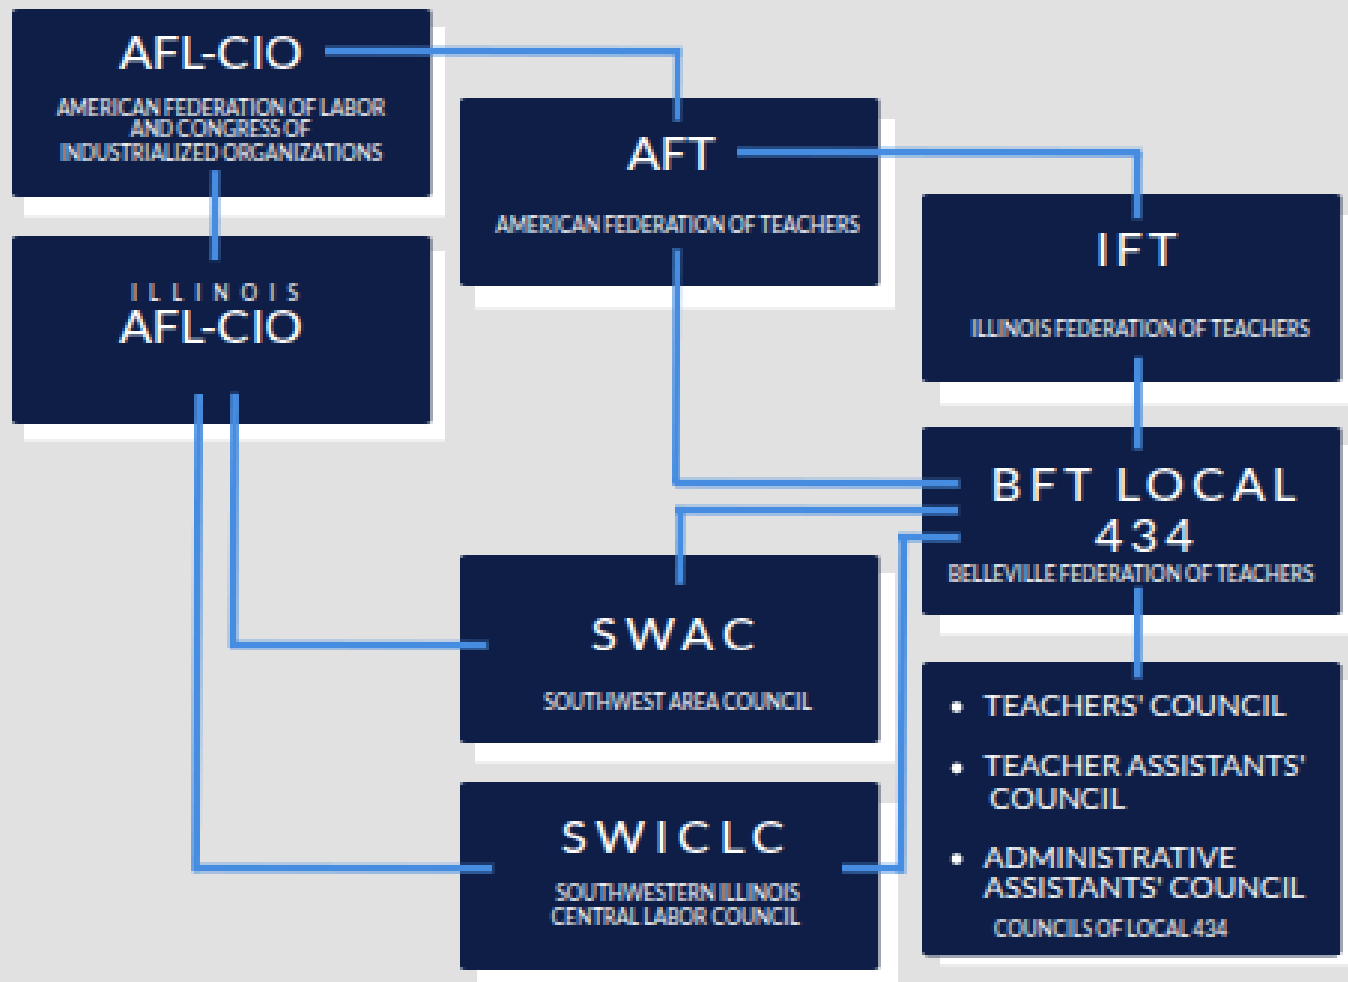 AFL-CIO
AMERICAN FEDERATION OF LABOR
AND CONGRESS OF
INDUSTRIALIZED ORGANIZATIONS
AFT
AMERICAN FEDERATION OF TEACHERS
IFT
ILLINOIS FEDERATION OF TEACHERS
ILLINOIS
AFL-CIO
BFT LOCAL
434
BELLEVILLE FEDERATION OF TEACHERS
SWAC
SOUTHWEST AREA COUNCIL
SWICLC
SOUTHWESTERN ILLINOIS
CENTRAL LABOR COUNCIL
• TEACHERS' COUNCIL
• TEACHER ASSISTANTS'
COUNCIL
• ADMINISTRATIVE
ASSISTANTS' COUNCIL
COUNCILS OF LOCAL 434